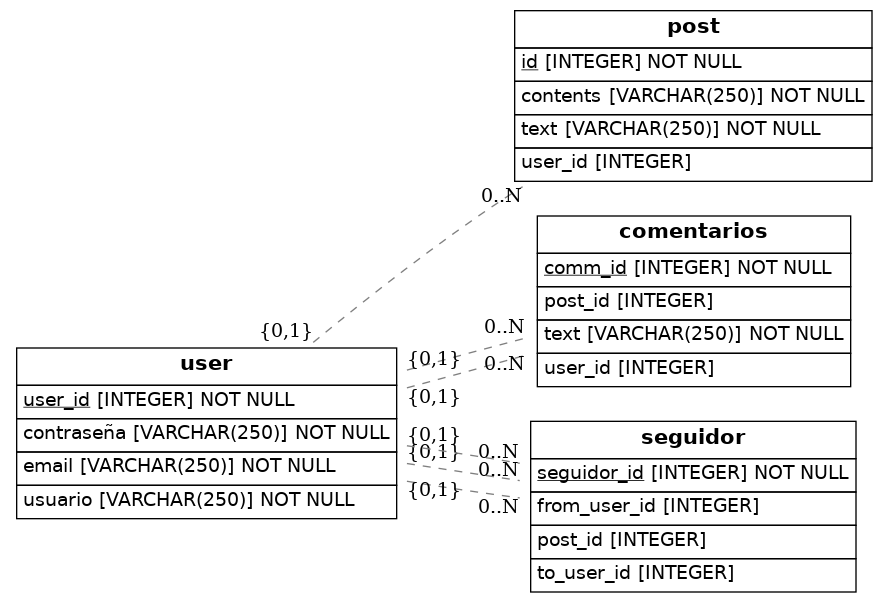 post
id [INTEGER] NOT NULL
contents [VARCHAR(250)] NOT NULL
text [VARCHAR(250)] NOT NULL
user_id [INTEGER]
0..N
{0,1}
comentarios
comm_id [INTEGER] NOT NULL
post_id [INTEGER]
text [VARCHAR(250)] NOT NULL
user_id [INTEGER]
0..N
{0,1}
0..N
{0,1}
user
user_id [INTEGER] NOT NULL
contraseña [VARCHAR(250)] NOT NULL
email [VARCHAR(250)] NOT NULL
usuario [VARCHAR(250)] NOT NULL
{0,1}
0..N
{0,1}
0..N
{0,1}
0..N
seguidor
seguidor_id [INTEGER] NOT NULL
from_user_id [INTEGER]
post_id [INTEGER]
to_user_id [INTEGER]